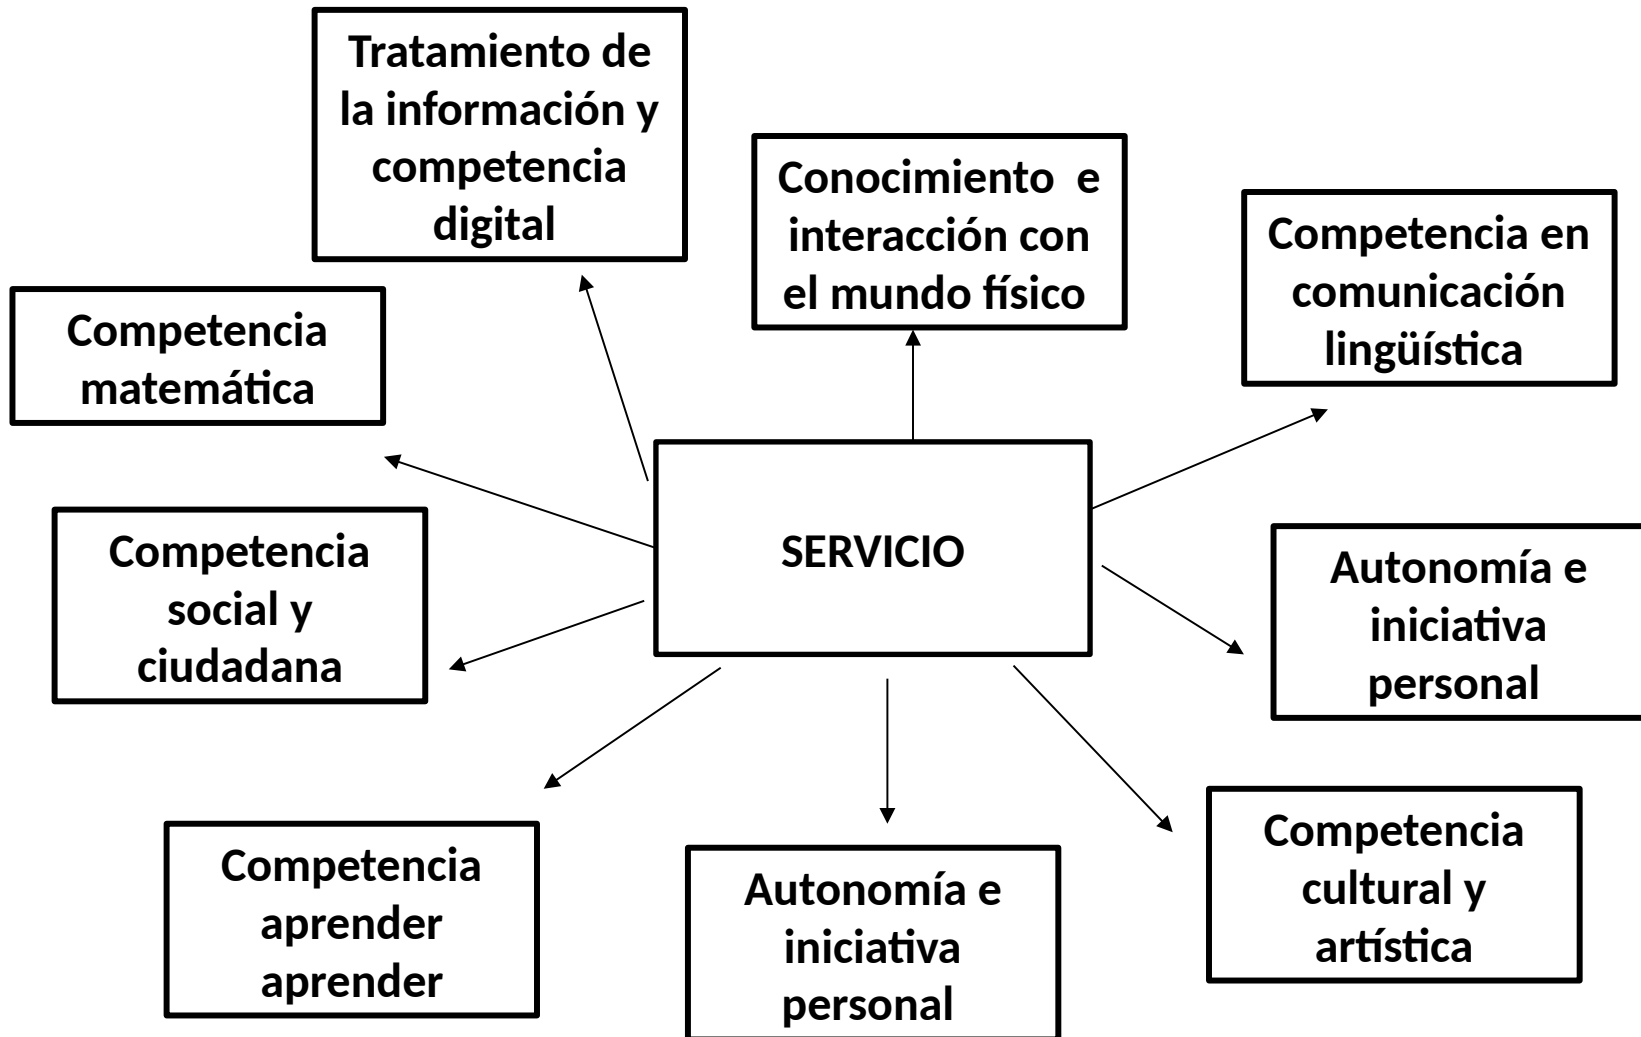 Tratamiento de
la información y
competencia
digital
Conocimiento e
interacción con
el mundo físico
Competencia en
comunicación
lingüística
Competencia
matemática
SERVICIO
Competencia
social y
ciudadana
Autonomía e
iniciativa
personal
Competencia
aprender
aprender
Autonomía e
iniciativa
personal
Competencia
cultural y
artística